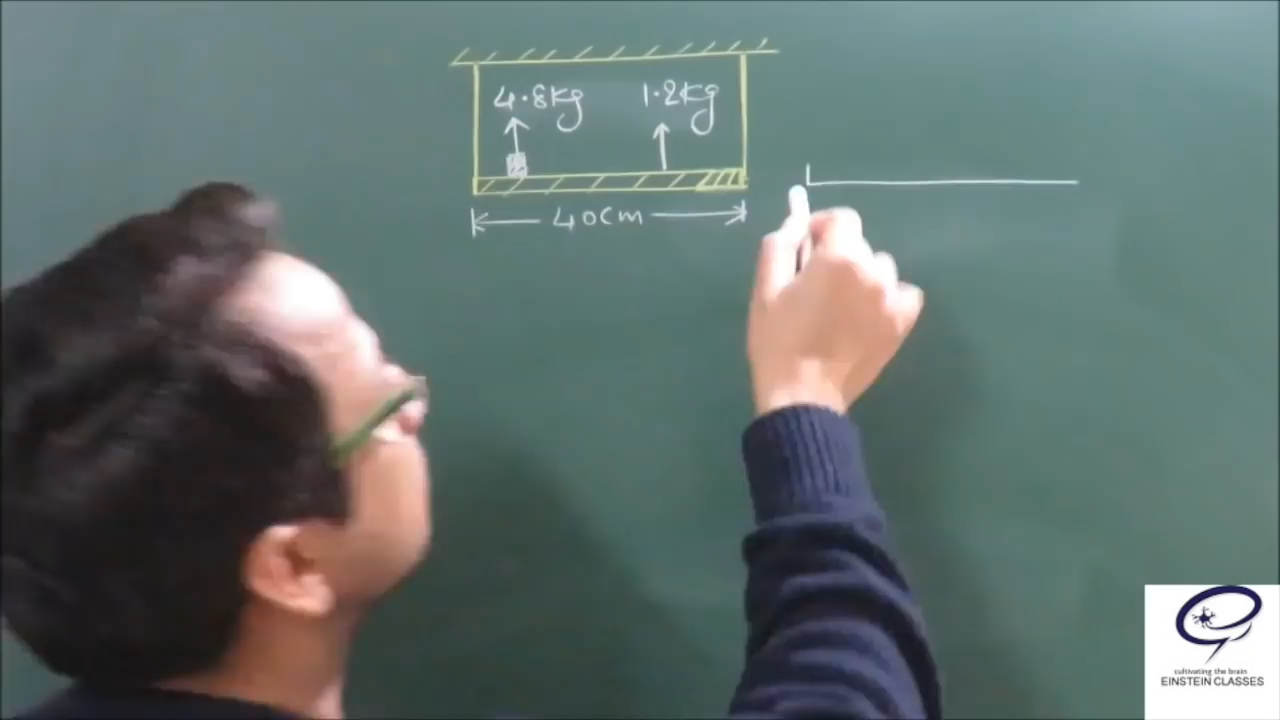 4.8kg 1.2kg
40cm
cultivating the brain
EINSTEIN CLASSES